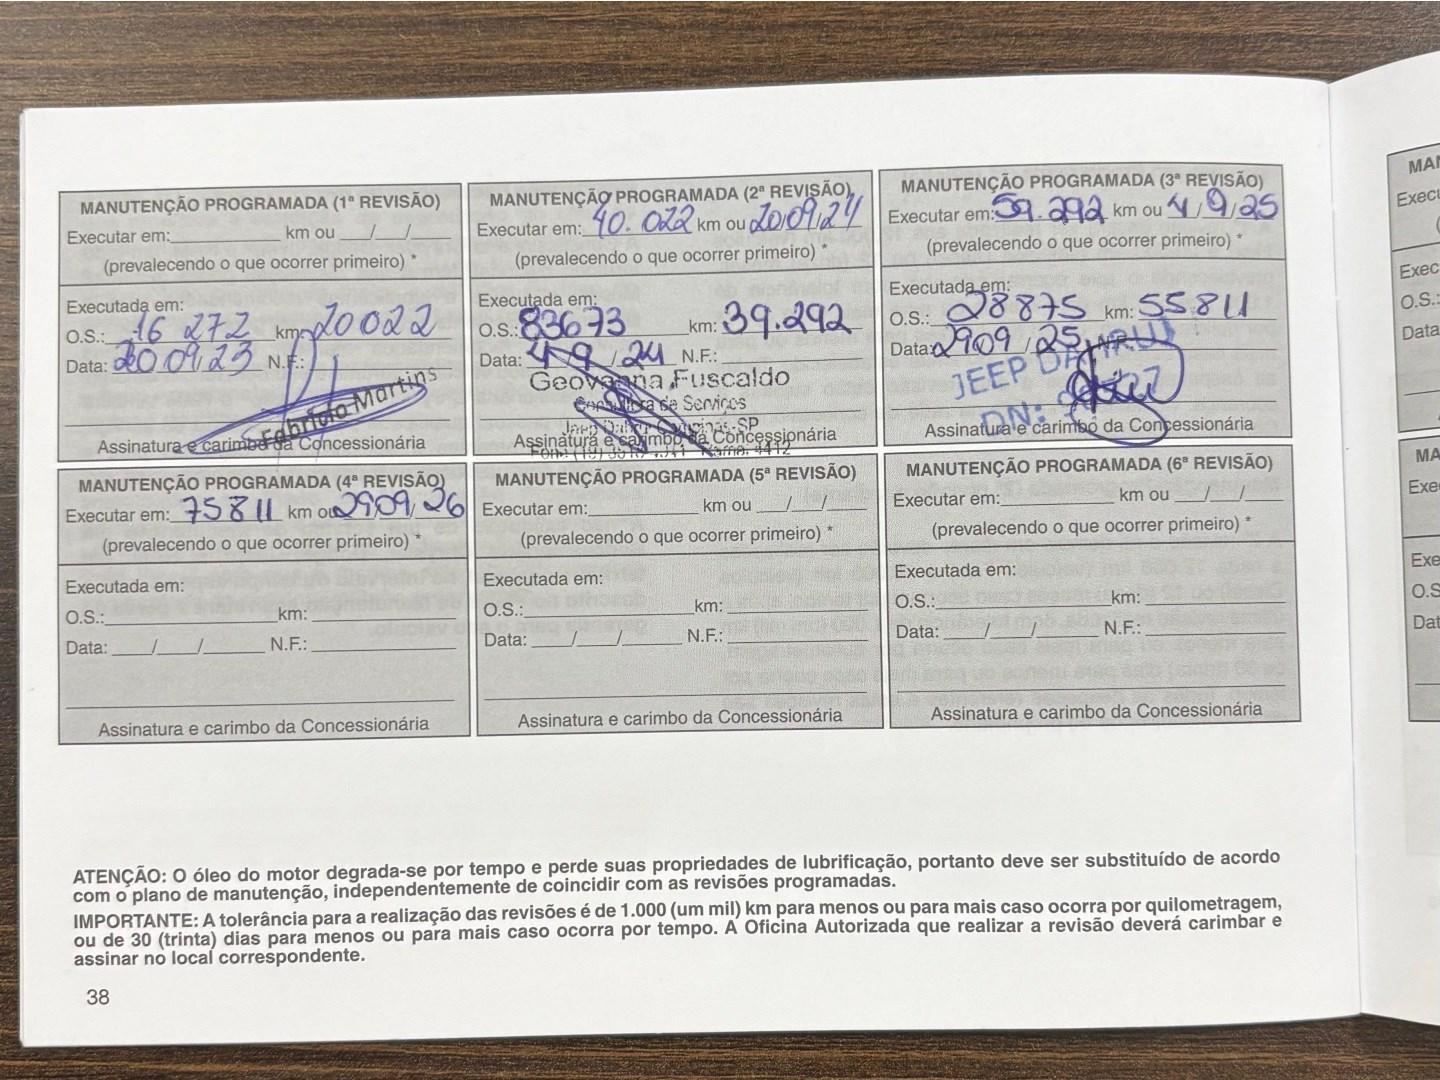 MANUTENÇÃO PROGRAMADA (1ª REVISÃO)
Executar em: km ou / /
(prevalecendo o que ocorrer primeiro) *
Executada em:
O.S.: 16 272 km: 20022
Data: 20/09/23 N.F.:
Fabricio Martins
Assinatura e carimbo da Concessionária
MANUTENÇÃO PROGRAMADA (2ª REVISÃO)
Executar em: 40.022 km ou 20/09/24
(prevalecendo o que ocorrer primeiro) *
Executada em:
O.S.: 83673 km: 39.292
Data: 4/9/24 N.F.:
Geovanna Fuscaldo
Consultora de Serviços
Assinatura e carimbo da Concessionária
MANUTENÇÃO PROGRAMADA (3ª REVISÃO)
Executar em: 59.292 km ou 4/9/25
(prevalecendo o que ocorrer primeiro) *
Executada em:
O.S.: 28875 km: 55811
Data: 29/09/25
JEEP
DN:
Assinatura e carimbo da Concessionária
MANUTENÇÃO PROGRAMADA (4ª REVISÃO)
Executar em: 75811 km ou 29/09/26
(prevalecendo o que ocorrer primeiro) *
Executada em:
O.S.: km:
Data: / / N.F.:
Assinatura e carimbo da Concessionária
MANUTENÇÃO PROGRAMADA (5ª REVISÃO)
Executar em: km ou / /
(prevalecendo o que ocorrer primeiro) *
Executada em:
O.S.: km:
Data: / / N.F.:
Assinatura e carimbo da Concessionária
MANUTENÇÃO PROGRAMADA (6ª REVISÃO)
Executar em: km ou / /
(prevalecendo o que ocorrer primeiro) *
Executada em:
O.S.: km:
Data: / / N.F.:
Assinatura e carimbo da Concessionária
ATENÇÃO: O óleo do motor degrada-se por tempo e perde suas propriedades de lubrificação, portanto deve ser substituído de acordo
com o plano de manutenção, independentemente de coincidir com as revisões programadas.
IMPORTANTE: A tolerância para a realização das revisões é de 1.000 (um mil) km para menos ou para mais caso ocorra por quilometragem,
ou de 30 (trinta) dias para menos ou para mais caso ocorra por tempo. A Oficina Autorizada que realizar a revisão deverá carimbar e
assinar no local correspondente.
38